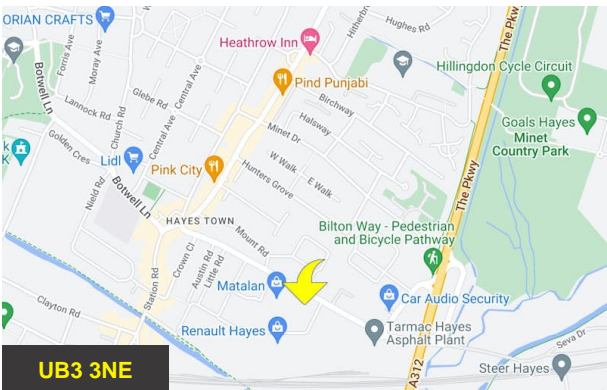 ORIAN CRAFTS
Hitherbr
Hughes Rd
The Pkwy
Heathrow Inn
Botwell Ln
Forris Ave
Moray Ave
Central Ave
Pind Punjabi
Hillingdon Cycle Circuit
Lannock Rd
Glebe Rd
Birchway
Church Rd
Central Ave
Minet Dr
Halsway
Goals Hayes
Minet
Country Park
k
K
Golden Cres
Lidl
Pink City
W Walk
E Walk
Hunters Grove
The Pkwy
Nield Rd
Botwell Ln
HAYES TOWN
Mount Rd
Bilton Way - Pedestrian
and Bicycle Pathway
Crown Cl
Austin Rd
Little Rd
Station Rd
Matalan
Car Audio Security
Clayton Rd
Renault Hayes
Tarmac Hayes
Asphalt Plant
Seva Dr
A312
Steer Hayes
UB3 3NE